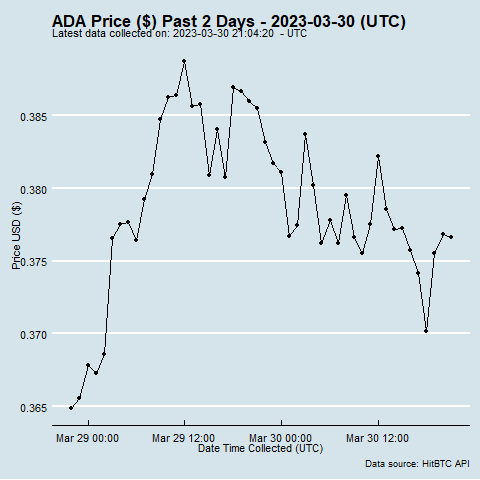 ADA Price ($) Past 2 Days - 2023-03-30 (UTC)
Latest data collected on: 2023-03-30 21:04:20 - UTC
0.385
0.380
0.375
0.370
0.365
Price USD ($)
Mar 29 00:00 Mar 29 12:00 Mar 30 00:00 Mar 30 12:00
Date Time Collected (UTC)
Data source: HitBTC API